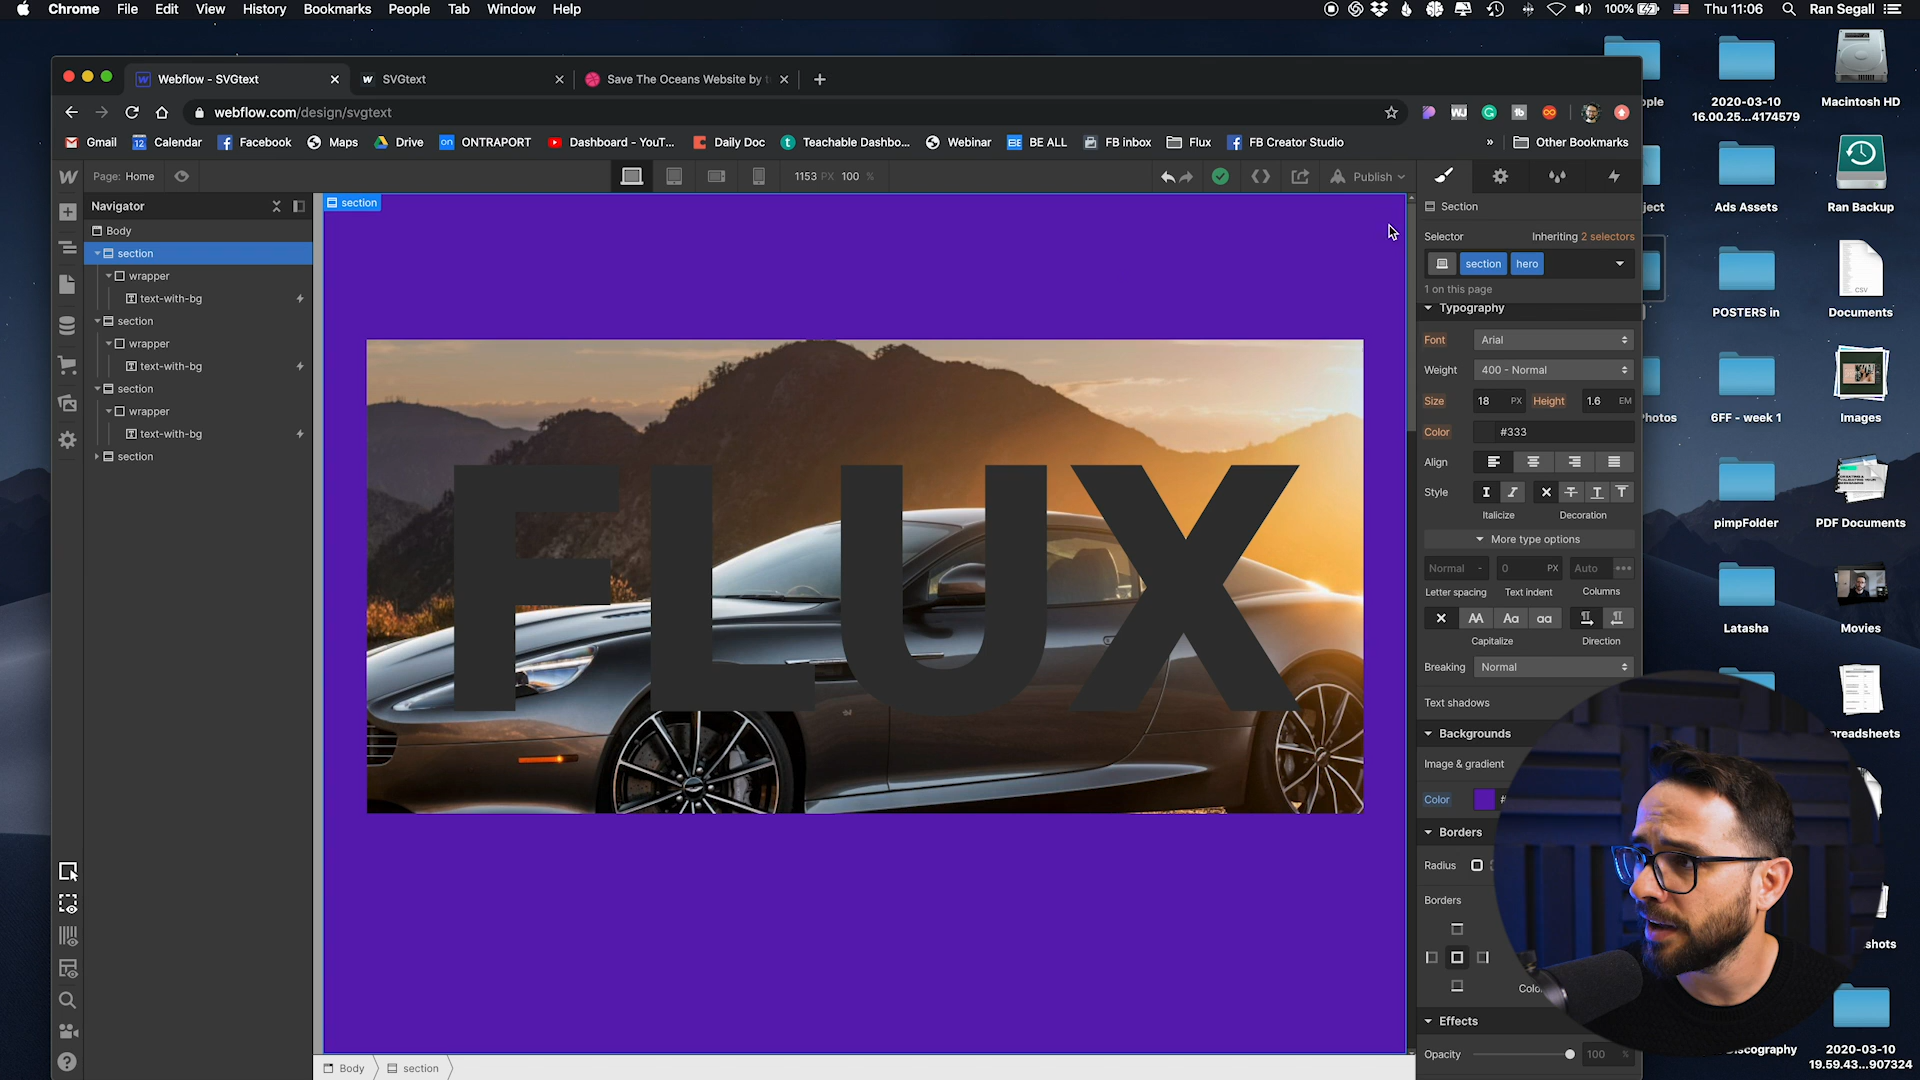 Chrome File Edit View History Bookmarks People Tab Window Help
100% Thu 11:06 Ran Segall
Webflow - SVGtext
SVGtext
Save The Oceans Website by
webflow.com/design/svgtext
Gmail Calendar Facebook Maps Drive ONTRAPORT Dashboard - YouT... Daily Doc Teachable Dashbo... Webinar BE ALL FB inbox Flux FB Creator Studio » Other Bookmarks
Page: Home
1153 PX 100 %
Publish
Navigator
Body
section
wrapper
text-with-bg
section
wrapper
text-with-bg
section
wrapper
text-with-bg
section
section
FLUX
Body section
Section
Selector Inheriting 2 selectors
section hero
1 on this page
Typography
Font Arial
Weight 400 - Normal
Size 18 PX Height 1.6 EM
Color #333
Align
Style
Italicize Decoration
More type options
Normal - 0 PX Auto
Letter spacing Text indent Columns
AA Aa aa
Capitalize Direction
Breaking Normal
Text shadows
Backgrounds
Image & gradient
Color #
Borders
Radius
Borders
Effects
Opacity 100 %
2020-03-10
16.00.25...4174579
Macintosh HD
Ads Assets
Ran Backup
POSTERS in
CSV
Documents
6FF - week 1
Images
pimpFolder
PDF Documents
Latasha
Movies
2020-03-10
19.59.43...907324